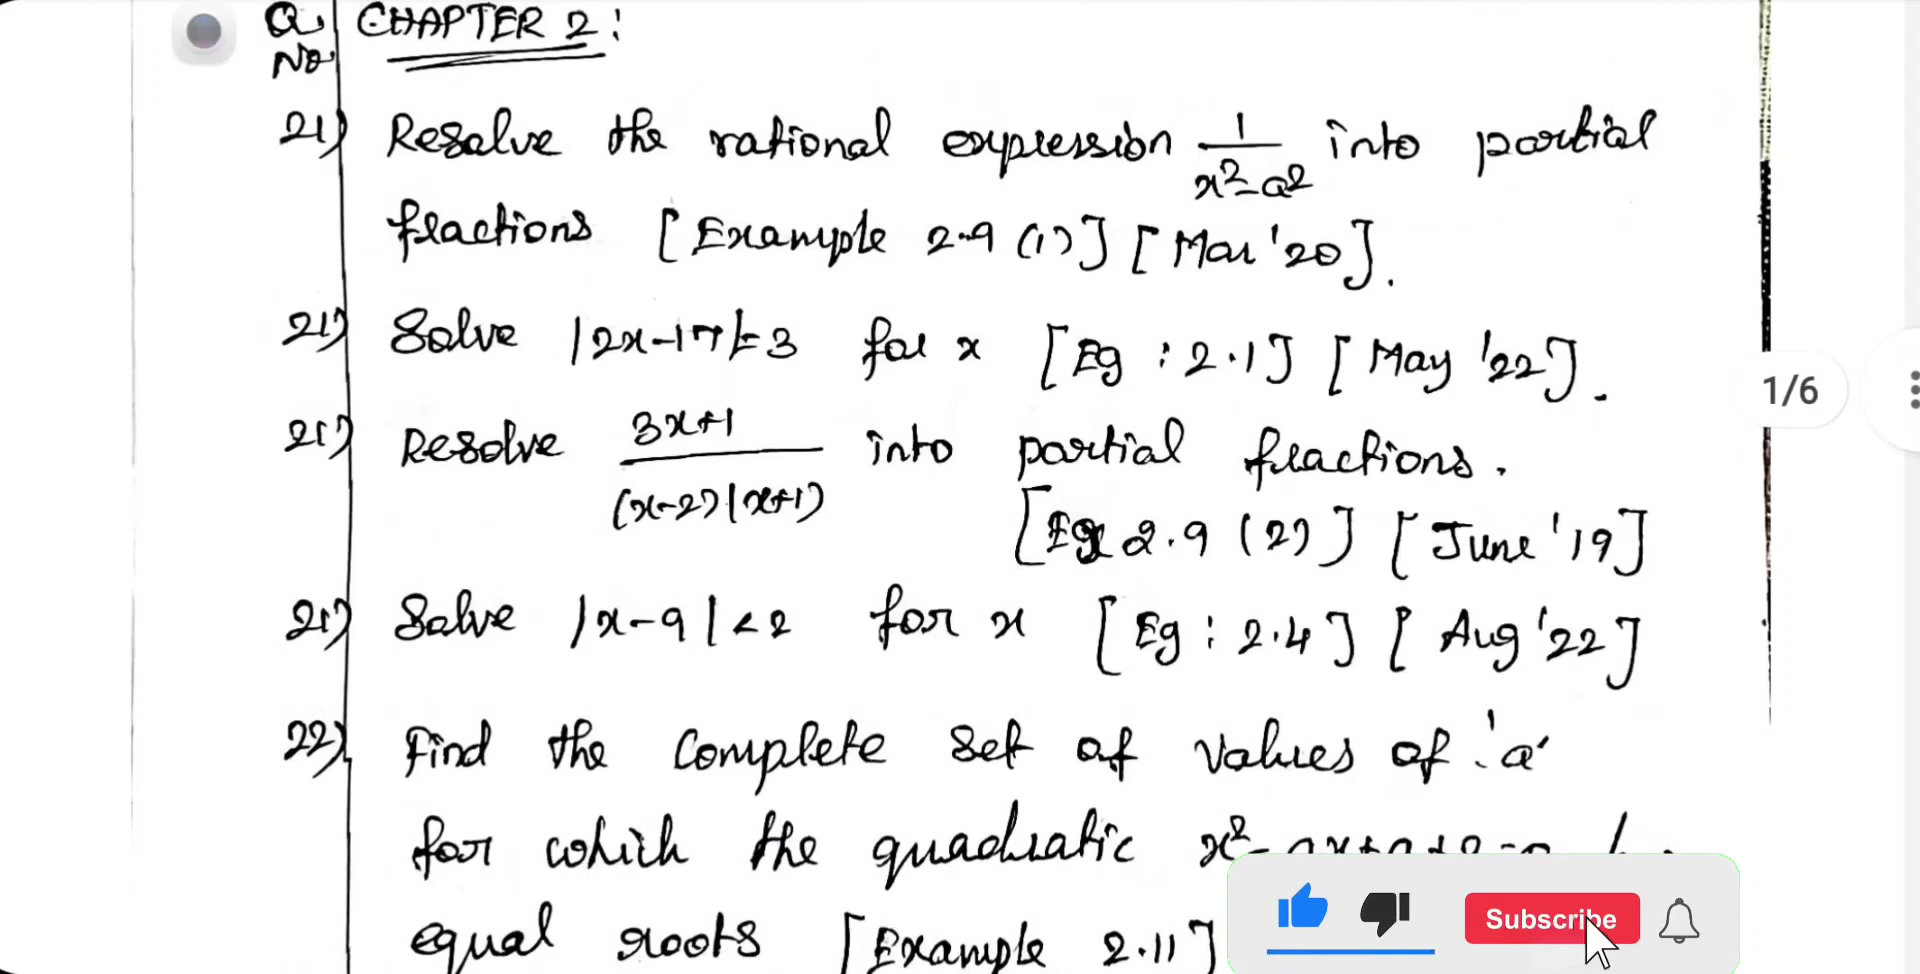 Q. No CHAPTER 2:
21) Resolve the rational expression 1/(x²-a²) into partial
fractions [Example 2.9 (1)] [Mar '20].
21) Solve |2x-17|=3 for x [Eg : 2.1] [May '22].
21) Resolve (3x+1)/((x-2)(x+1)) into partial fractions.
[Eg 2.9 (2)] [June '19]
21) Solve |x-9|<2 for x [Eg : 2.4] [Aug '22]
22) Find the complete set of values of 'a'
for which the quadratic x²-ax+a+2=0
equal roots [Example 2.11]
1/6
Subscribe